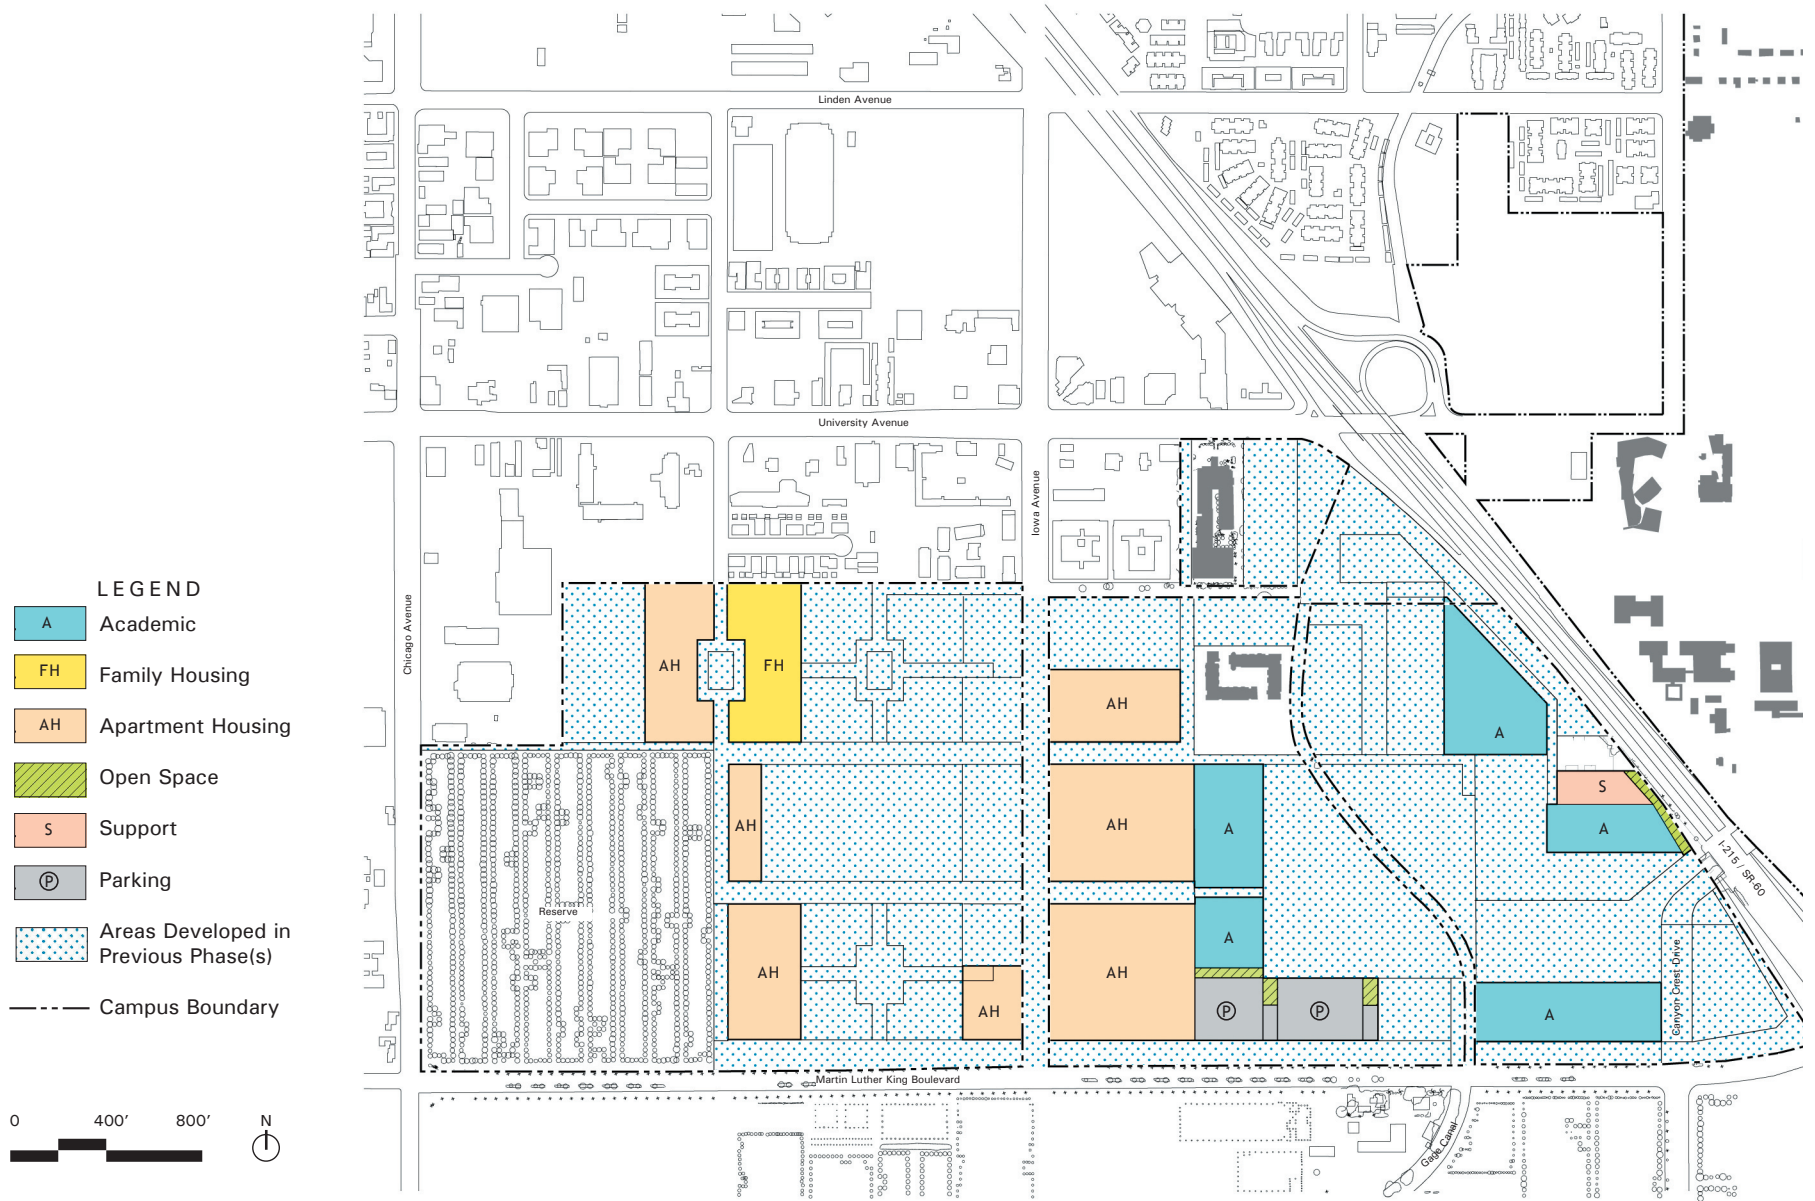 Linden Avenue
University Avenue
Iowa Avenue
Chicago Avenue
LEGEND
A Academic
FH Family Housing
AH Apartment Housing
Open Space
S Support
P Parking
Areas Developed in
Previous Phase(s)
Campus Boundary
0 400' 800' N
AH
FH
AH
A
S
A
I-215 / SR-60
AH
AH
A
Reserve
A
AH
AH
AH
P
P
A
Canyon Crest Drive
AH
Martin Luther King Boulevard
Gage Canal